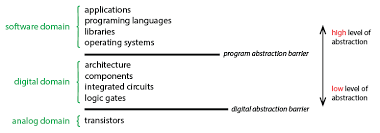 software domain
applications
programing languages
libraries
operating systems
program abstraction barrier
high level of
abstraction
digital domain
architecture
components
integrated circuits
logic gates
low level of
abstraction
digital abstraction barrier
analog domain
transistors